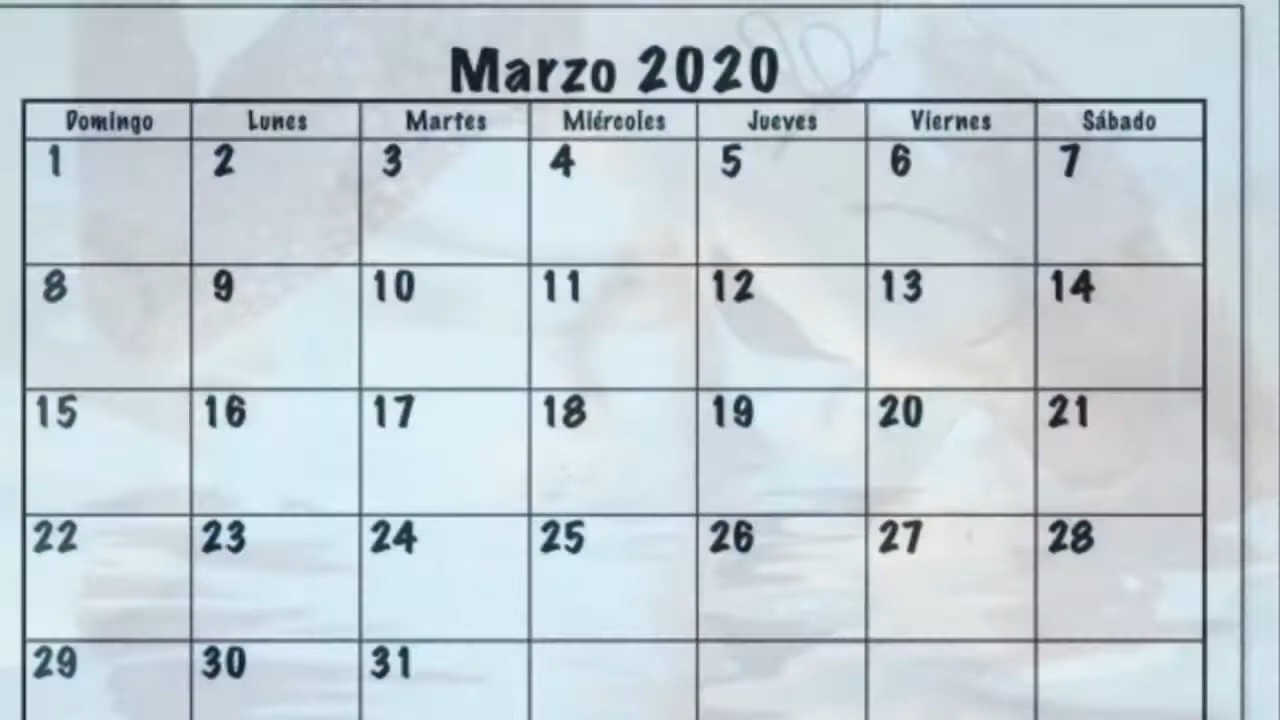 Marzo 2020
Domingo Lunes Martes Miércoles Jueves Viernes Sábado
1 2 3 4 5 6 7
8 9 10 11 12 13 14
15 16 17 18 19 20 21
22 23 24 25 26 27 28
29 30 31